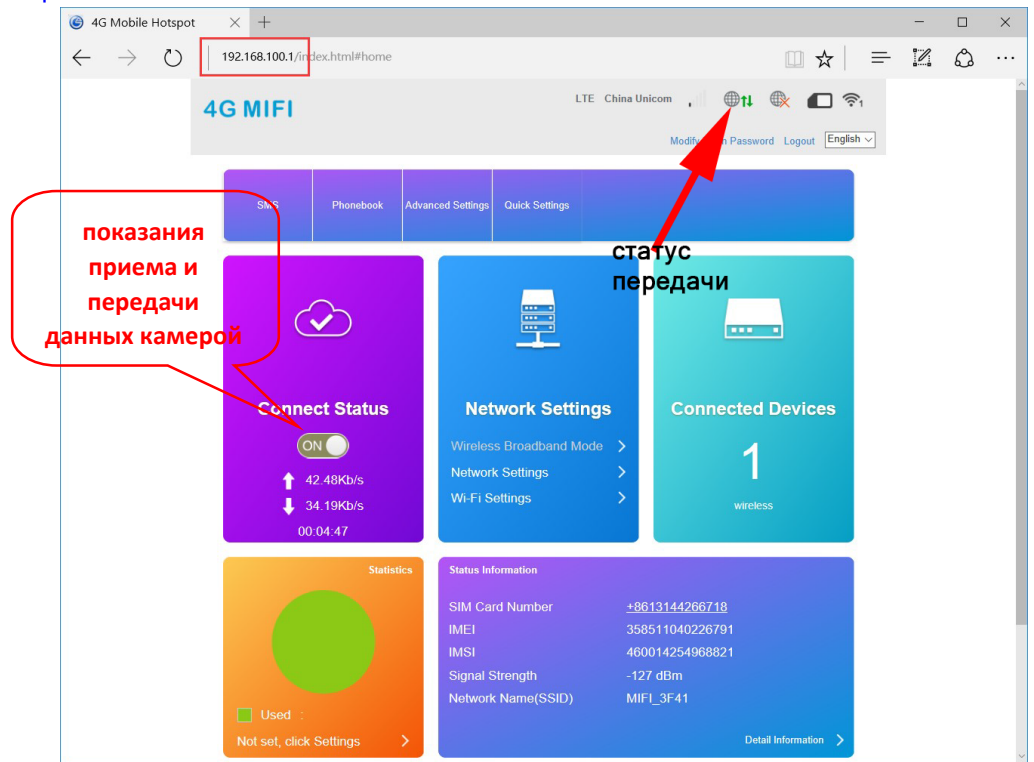 4G Mobile Hotspot
192.168.100.1/index.html#home
4G MIFI
LTE China Unicom
1
Logout English
Password
SMS Phonebook Advanced Settings Quick Settings
показания
приема и
передачи
данных камерой
статус
передачи
Connect Status
ON
42.48Kb/s
34.19Kb/s
00:04:47
Network Settings
Wireless Broadband Mode
Network Settings
Wi-Fi Settings
Connected Devices
1
wireless
Statistics
Used :
Not set, click Settings
Status Information
SIM Card Number +8613144266718
IMEI 358511040226791
IMSI 460014254968821
Signal Strength -127 dBm
Network Name(SSID) MIFI_3F41
Detail Information